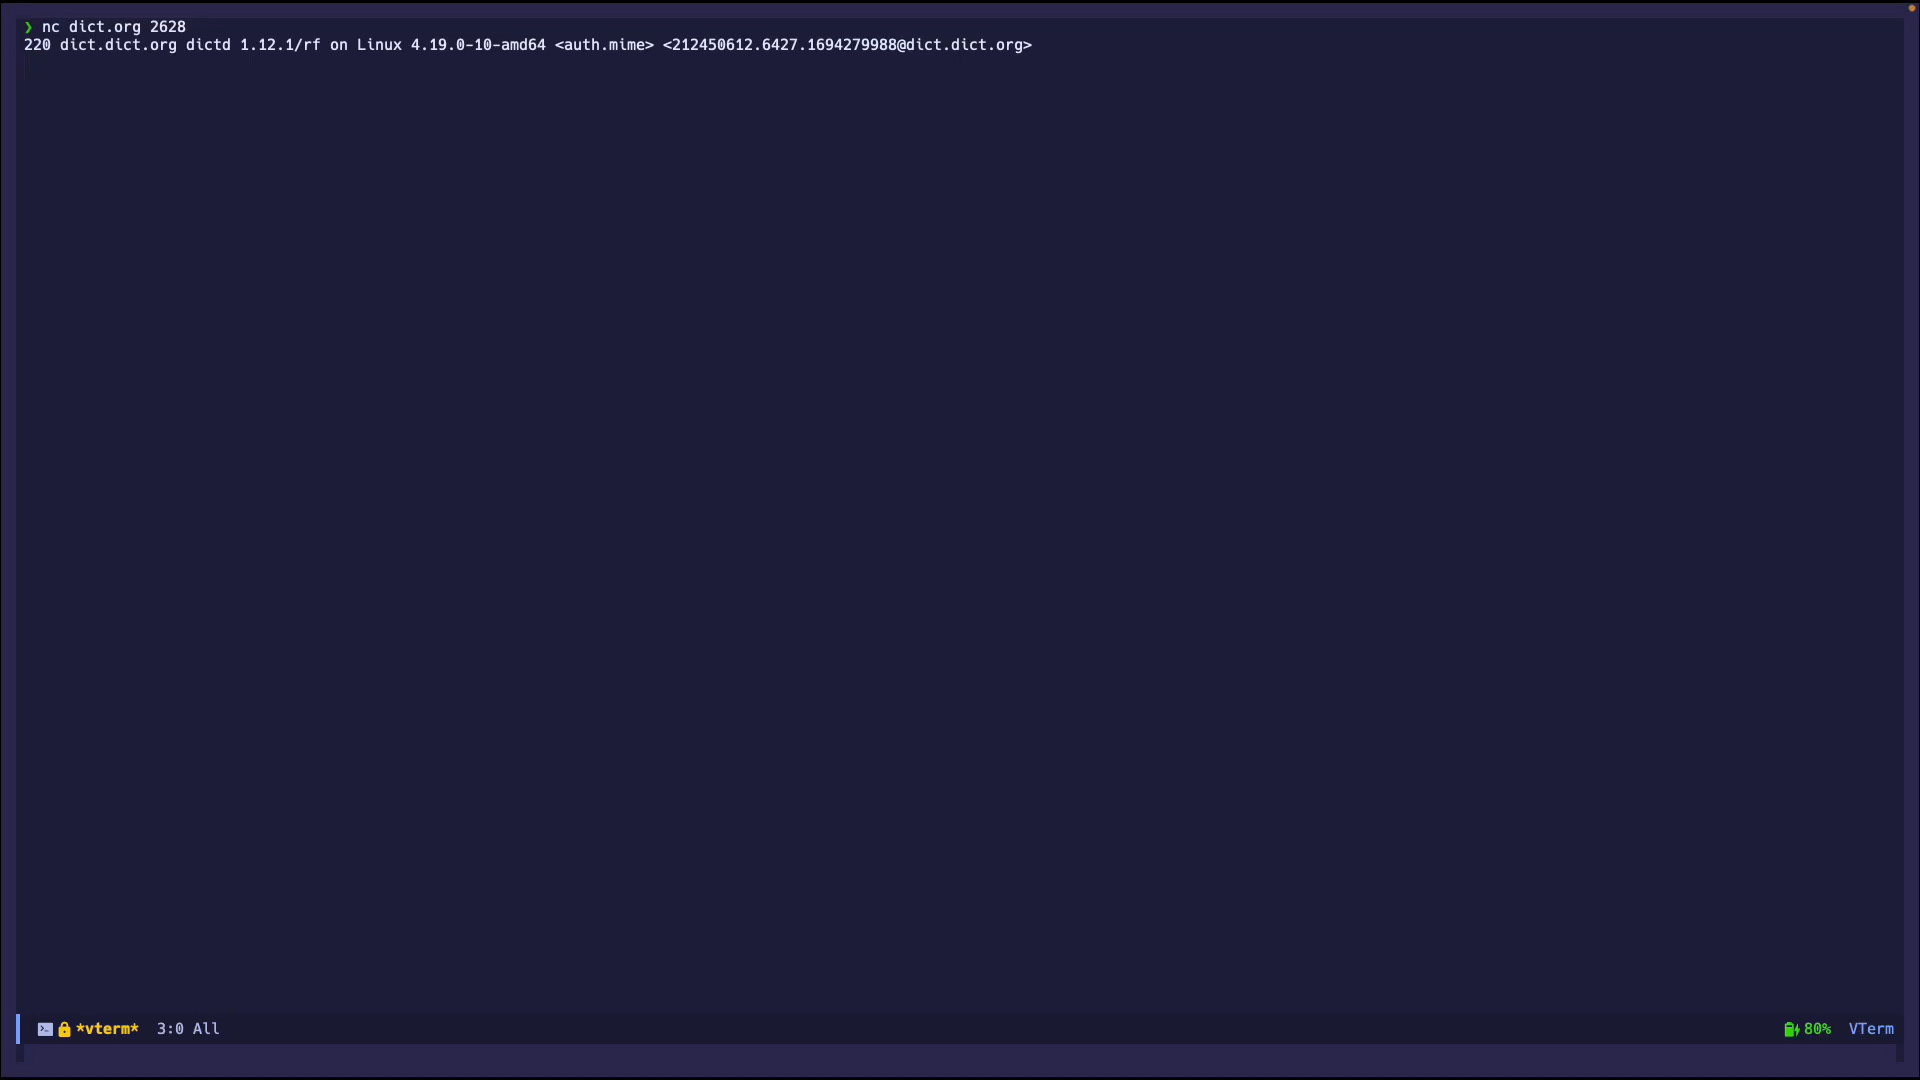 ❯ nc dict.org 2628
220 dict.dict.org dictd 1.12.1/rf on Linux 4.19.0-10-amd64 <auth.mime> <212450612.6427.1694279988@dict.dict.org>
*vterm* 3:0 All 80% VTerm